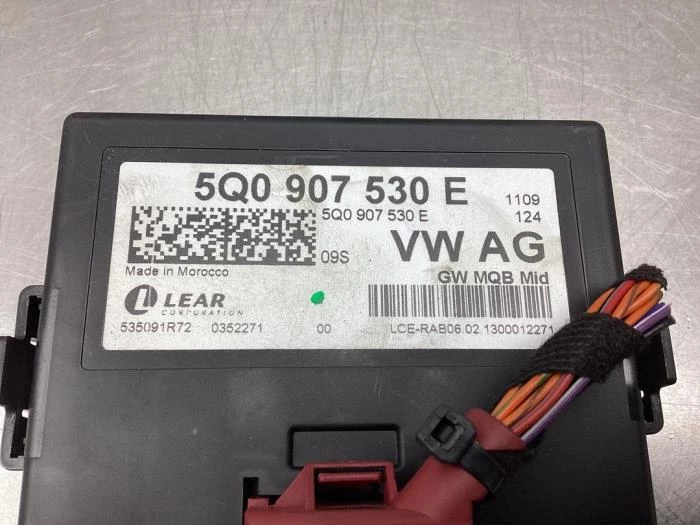 5Q0 907 530 E
1109
5Q0 907 530 E
124
09S
VW AG
Made in Morocco
GW MQB Mid
LEAR
CORPORATION
535091R72 0352271 00 LCE-RAB06.02.1300012271